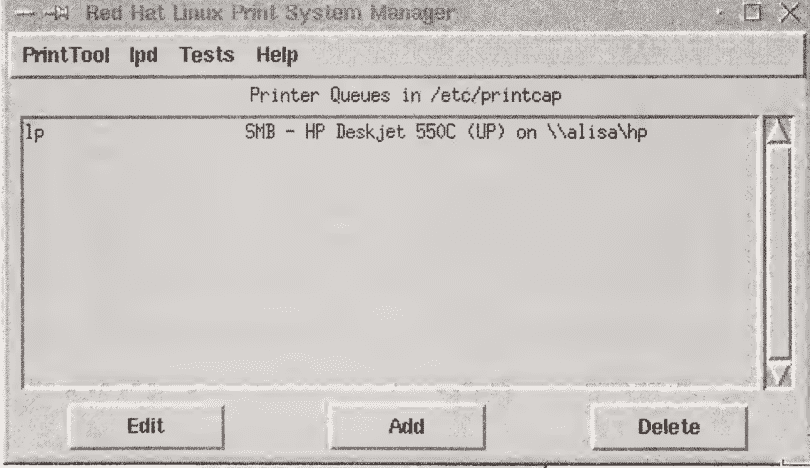 Red Hat Linux Print System Manager
PrintTool lpd Tests Help
Printer Queues in /etc/printcap
lp SMB - HP Deskjet 550C (UP) on \\alisa\hp
Edit Add Delete